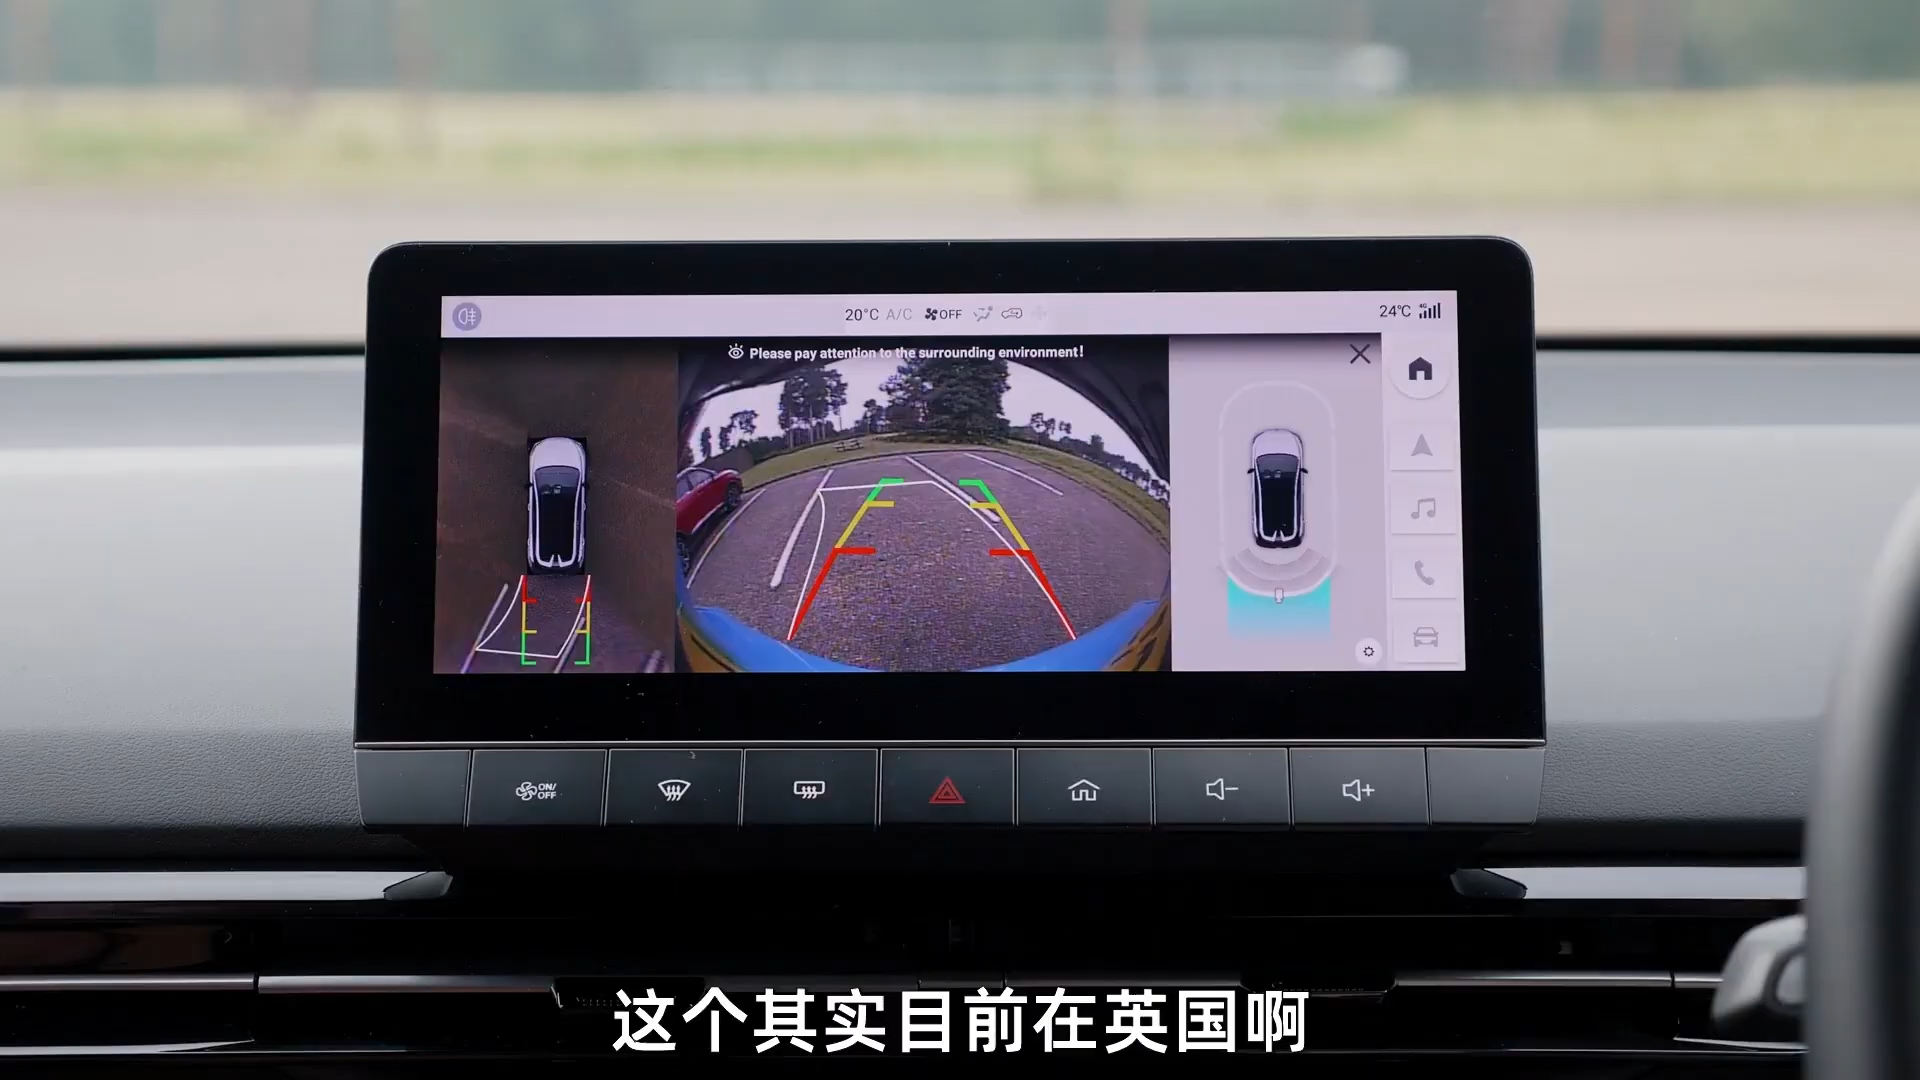 20°C A/C OFF
24℃ 4G
Please pay attention to the surrounding environment!
ON/OFF
这个其实目前在英国啊